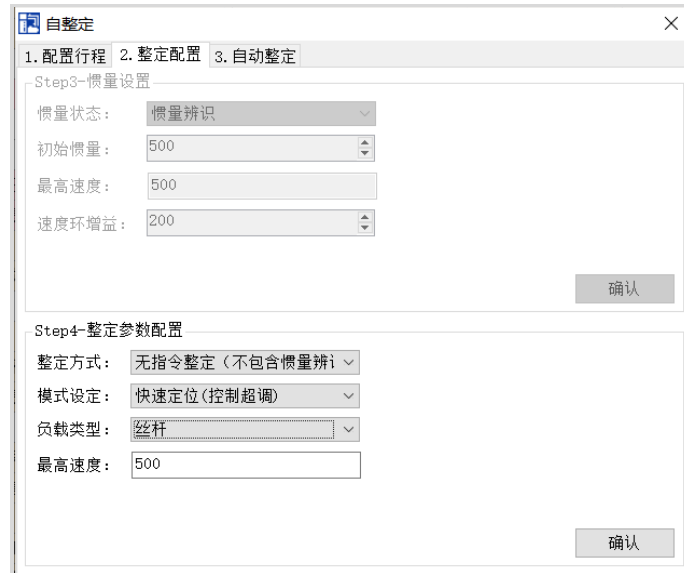 自整定
1.配置行程 2.整定配置 3.自动整定
Step3-惯量设置
惯量状态： 惯量辨识
初始惯量： 500
最高速度： 500
速度环增益： 200
确认
Step4-整定参数配置
整定方式： 无指令整定（不包含惯量辨
模式设定： 快速定位(控制超调)
负载类型： 丝杆
最高速度： 500
确认